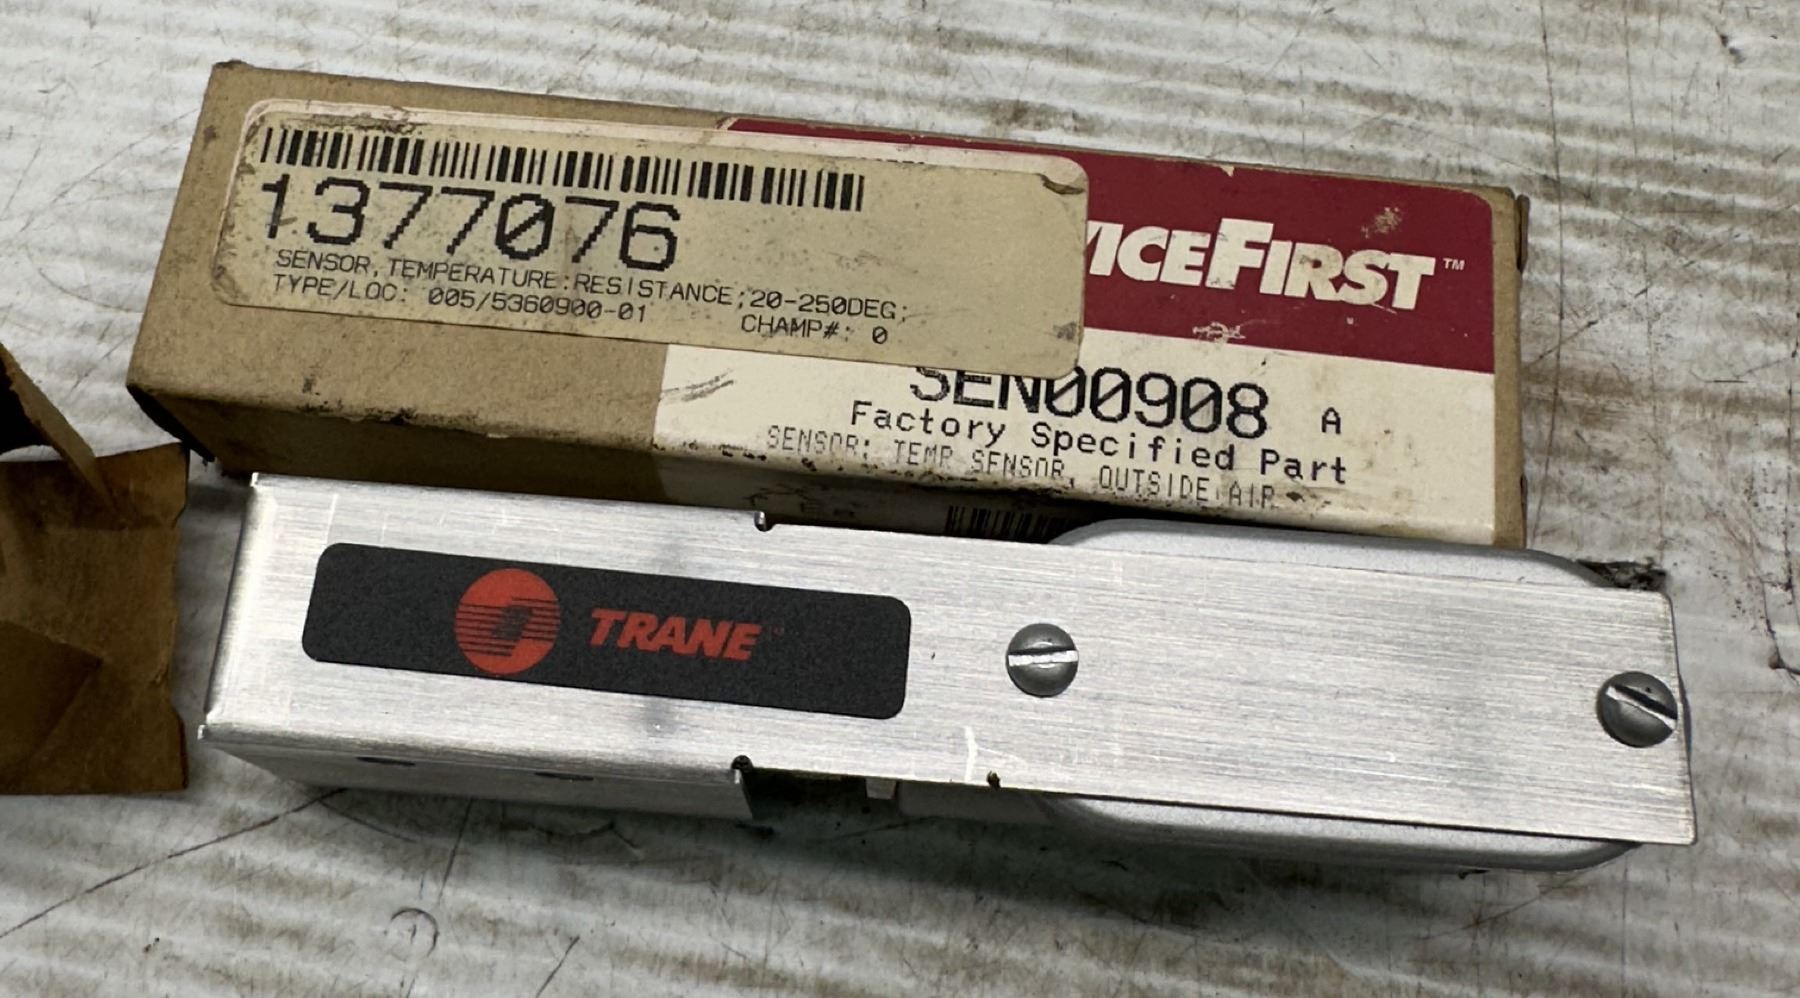 1377076
SENSOR,TEMPERATURE:RESISTANCE;20-250DEG;
TYPE/LOC: 005/5360900-01 CHAMP#: 0
VICEFIRST™
SEN00908 A
Factory Specified Part
SENSOR; TEMP SENSOR, OUTSIDE AIR
TRANE